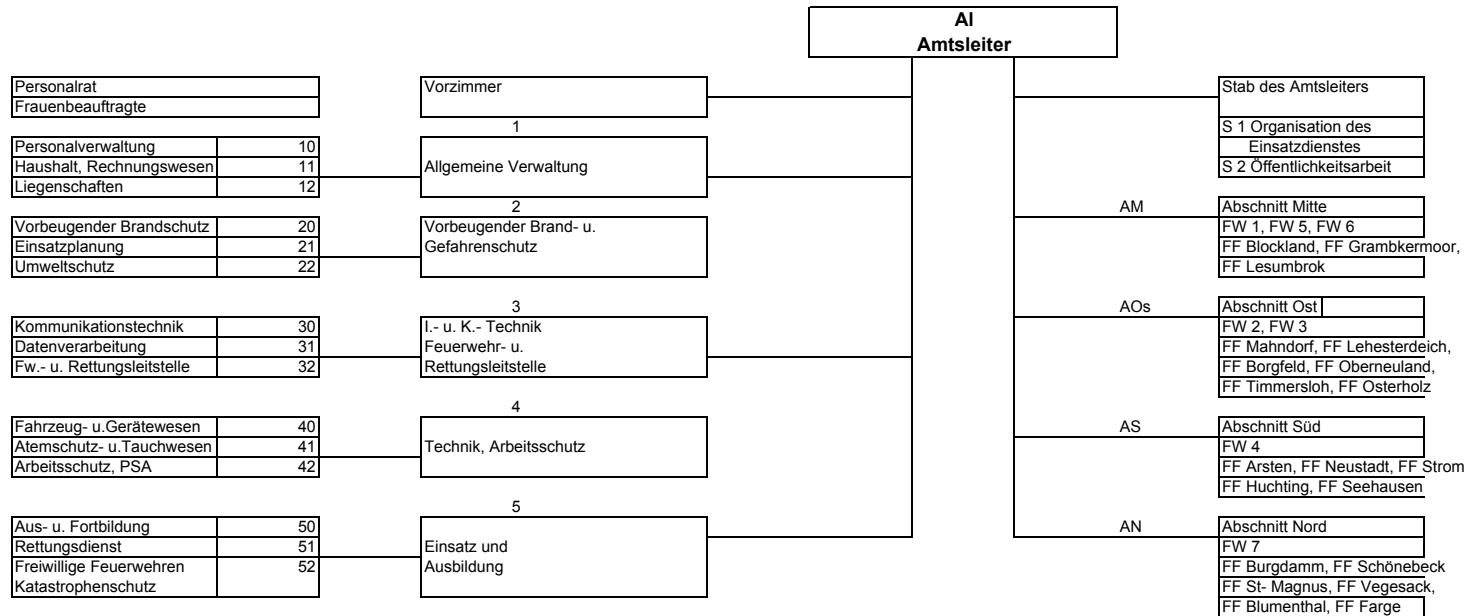 Al
Amtsleiter
Personalrat
Frauenbeauftragte
Vorzimmer
Stab des Amtsleiters
S 1 Organisation des
Einsatzdienstes
S 2 Öffentlichkeitsarbeit
1
Personalverwaltung 10
Haushalt, Rechnungswesen 11
Liegenschaften 12
Allgemeine Verwaltung
2
Vorbeugender Brandschutz 20
Einsatzplanung 21
Umweltschutz 22
Vorbeugender Brand- u.
Gefahrenschutz
AM
Abschnitt Mitte
FW 1, FW 5, FW 6
FF Blockland, FF Grambkermoor,
FF Lesumbrok
3
Kommunikationstechnik 30
Datenverarbeitung 31
Fw.- u. Rettungsleitstelle 32
I.- u. K.- Technik
Feuerwehr- u.
Rettungsleitstelle
AOs
Abschnitt Ost
FW 2, FW 3
FF Mahndorf, FF Lehesterdeich,
FF Borgfeld, FF Oberneuland,
FF Timmersloh, FF Osterholz
4
Fahrzeug- u.Gerätewesen 40
Atemschutz- u.Tauchwesen 41
Arbeitsschutz, PSA 42
Technik, Arbeitsschutz
AS
Abschnitt Süd
FW 4
FF Arsten, FF Neustadt, FF Strom
FF Huchting, FF Seehausen
5
Aus- u. Fortbildung 50
Rettungsdienst 51
Freiwillige Feuerwehren 52
Katastrophenschutz
Einsatz und
Ausbildung
AN
Abschnitt Nord
FW 7
FF Burgdamm, FF Schönebeck
FF St- Magnus, FF Vegesack,
FF Blumenthal, FF Farge